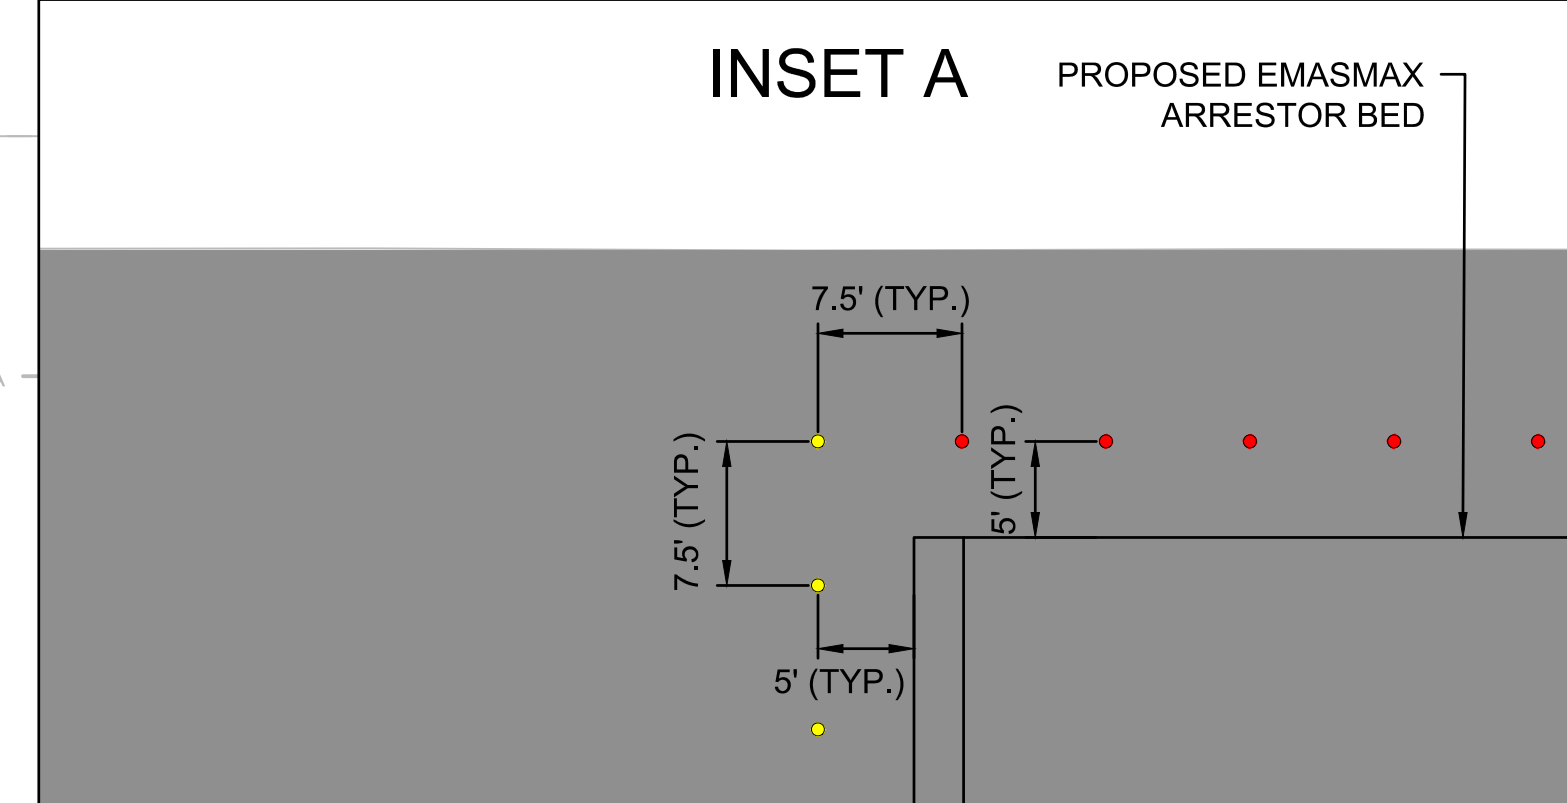 INSET A
PROPOSED EMASMAX
ARRESTOR BED
7.5' (TYP.)
5' (TYP.)
7.5' (TYP.)
5' (TYP.)